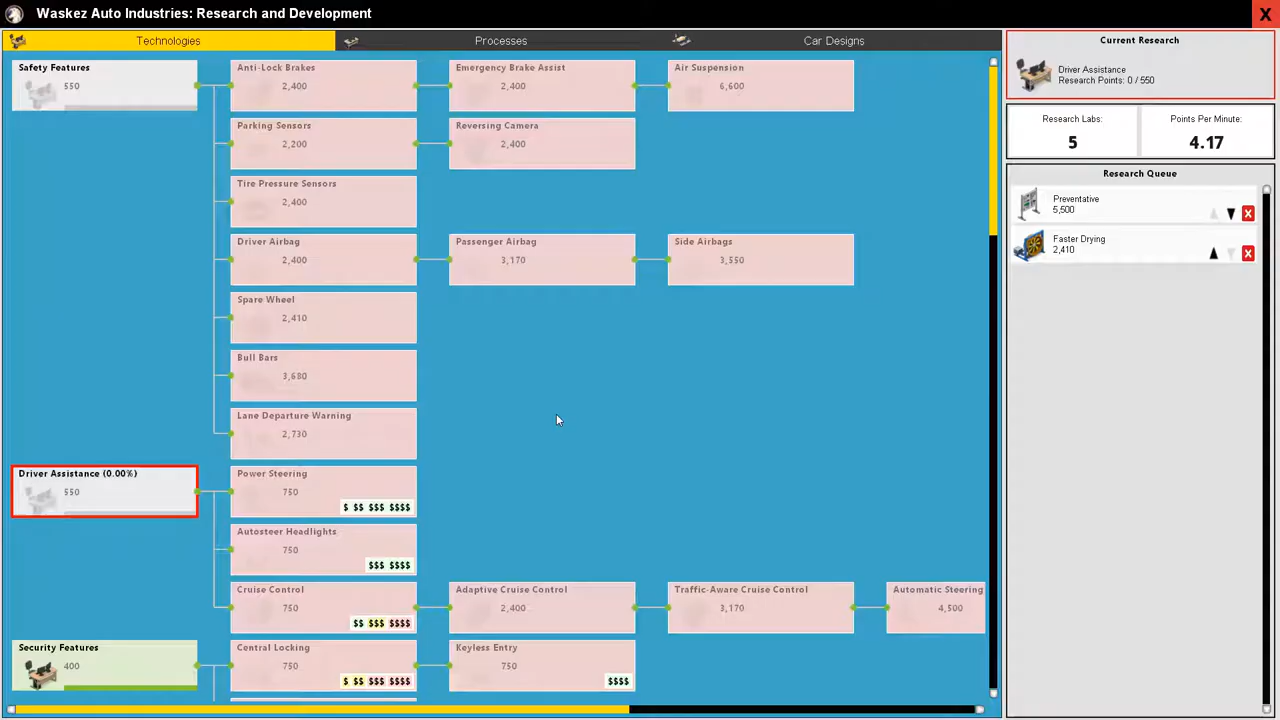 Waskez Auto Industries: Research and Development
X
Technologies
Processes
Car Designs
Safety Features
550
Anti-Lock Brakes
2,400
Emergency Brake Assist
2,400
Air Suspension
6,600
Parking Sensors
2,200
Reversing Camera
2,400
Tire Pressure Sensors
2,400
Driver Airbag
2,400
Passenger Airbag
3,170
Side Airbags
3,550
Spare Wheel
2,410
Bull Bars
3,680
Lane Departure Warning
2,730
Driver Assistance (0.00%)
550
Power Steering
750
$ $$ $$$ $$$$
Autosteer Headlights
750
$$$ $$$$
Cruise Control
750
$$ $$$ $$$$
Adaptive Cruise Control
2,400
Traffic-Aware Cruise Control
3,170
Automatic Steering
4,500
Security Features
400
Central Locking
750
$ $$ $$$ $$$$
Keyless Entry
750
$$$$
Current Research
Driver Assistance
Research Points: 0 / 550
Research Labs:
5
Points Per Minute:
4.17
Research Queue
Preventative
5,500
Faster Drying
2,410